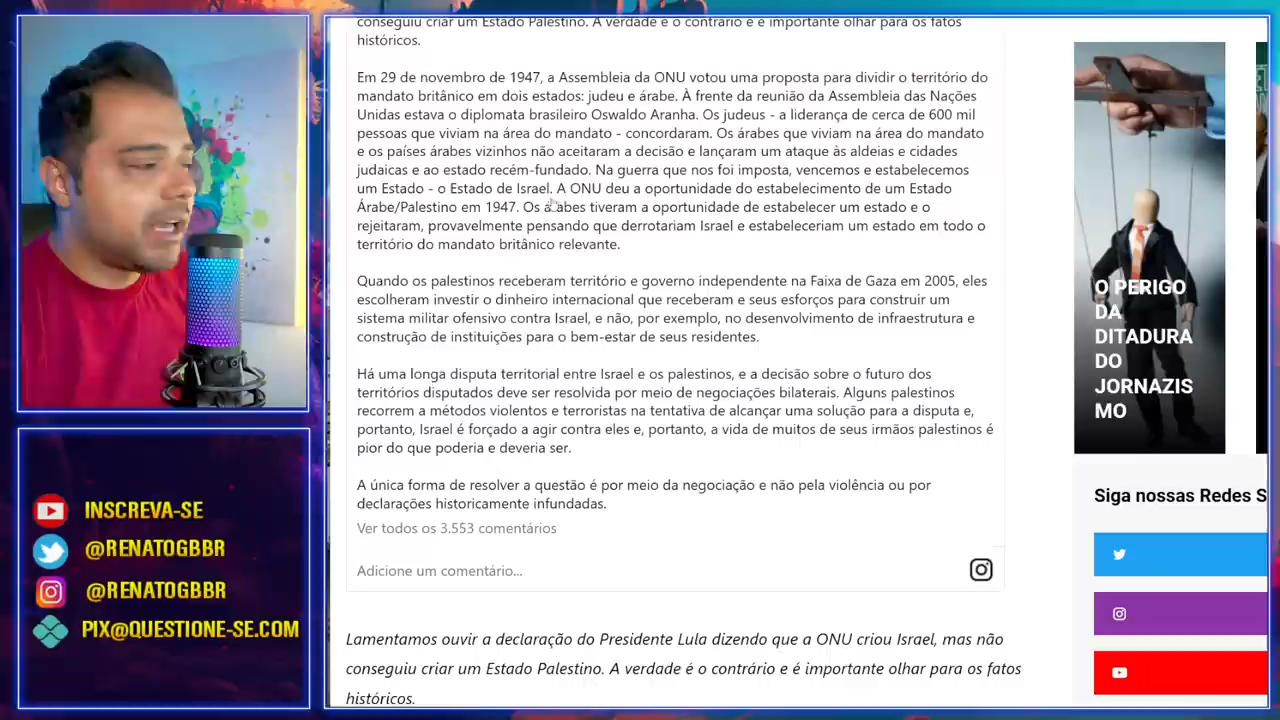 conseguiu criar um Estado Palestino. A verdade é o contrário e é importante olhar para os fatos
históricos.
Em 29 de novembro de 1947, a Assembleia da ONU votou uma proposta para dividir o território do
mandato britânico em dois estados: judeu e árabe. À frente da reunião da Assembleia das Nações
Unidas estava o diplomata brasileiro Oswaldo Aranha. Os judeus - a liderança de cerca de 600 mil
pessoas que viviam na área do mandato - concordaram. Os árabes que viviam na área do mandato
e os países árabes vizinhos não aceitaram a decisão e lançaram um ataque às aldeias e cidades
judaicas e ao estado recém-fundado. Na guerra que nos foi imposta, vencemos e estabelecemos
um Estado - o Estado de Israel. A ONU deu a oportunidade do estabelecimento de um Estado
Árabe/Palestino em 1947. Os árabes tiveram a oportunidade de estabelecer um estado e o
rejeitaram, provavelmente pensando que derrotariam Israel e estabeleceriam um estado em todo o
território do mandato britânico relevante.
Quando os palestinos receberam território e governo independente na Faixa de Gaza em 2005, eles
escolheram investir o dinheiro internacional que receberam e seus esforços para construir um
sistema militar ofensivo contra Israel, e não, por exemplo, no desenvolvimento de infraestrutura e
construção de instituições para o bem-estar de seus residentes.
Há uma longa disputa territorial entre Israel e os palestinos, e a decisão sobre o futuro dos
territórios disputados deve ser resolvida por meio de negociações bilaterais. Alguns palestinos
recorrem a métodos violentos e terroristas na tentativa de alcançar uma solução para a disputa e,
portanto, Israel é forçado a agir contra eles e, portanto, a vida de muitos de seus irmãos palestinos é
pior do que poderia e deveria ser.
A única forma de resolver a questão é por meio da negociação e não pela violência ou por
declarações historicamente infundadas.
Ver todos os 3.553 comentários
Adicione um comentário...
Lamentamos ouvir a declaração do Presidente Lula dizendo que a ONU criou Israel, mas não
conseguiu criar um Estado Palestino. A verdade é o contrário e é importante olhar para os fatos
históricos.
O PERIGO
DA
DITADURA
DO
JORNAZIS
MO
Siga nossas Redes S
INSCREVA-SE
@RENATOGBBR
@RENATOGBBR
PIX@QUESTIONE-SE.COM